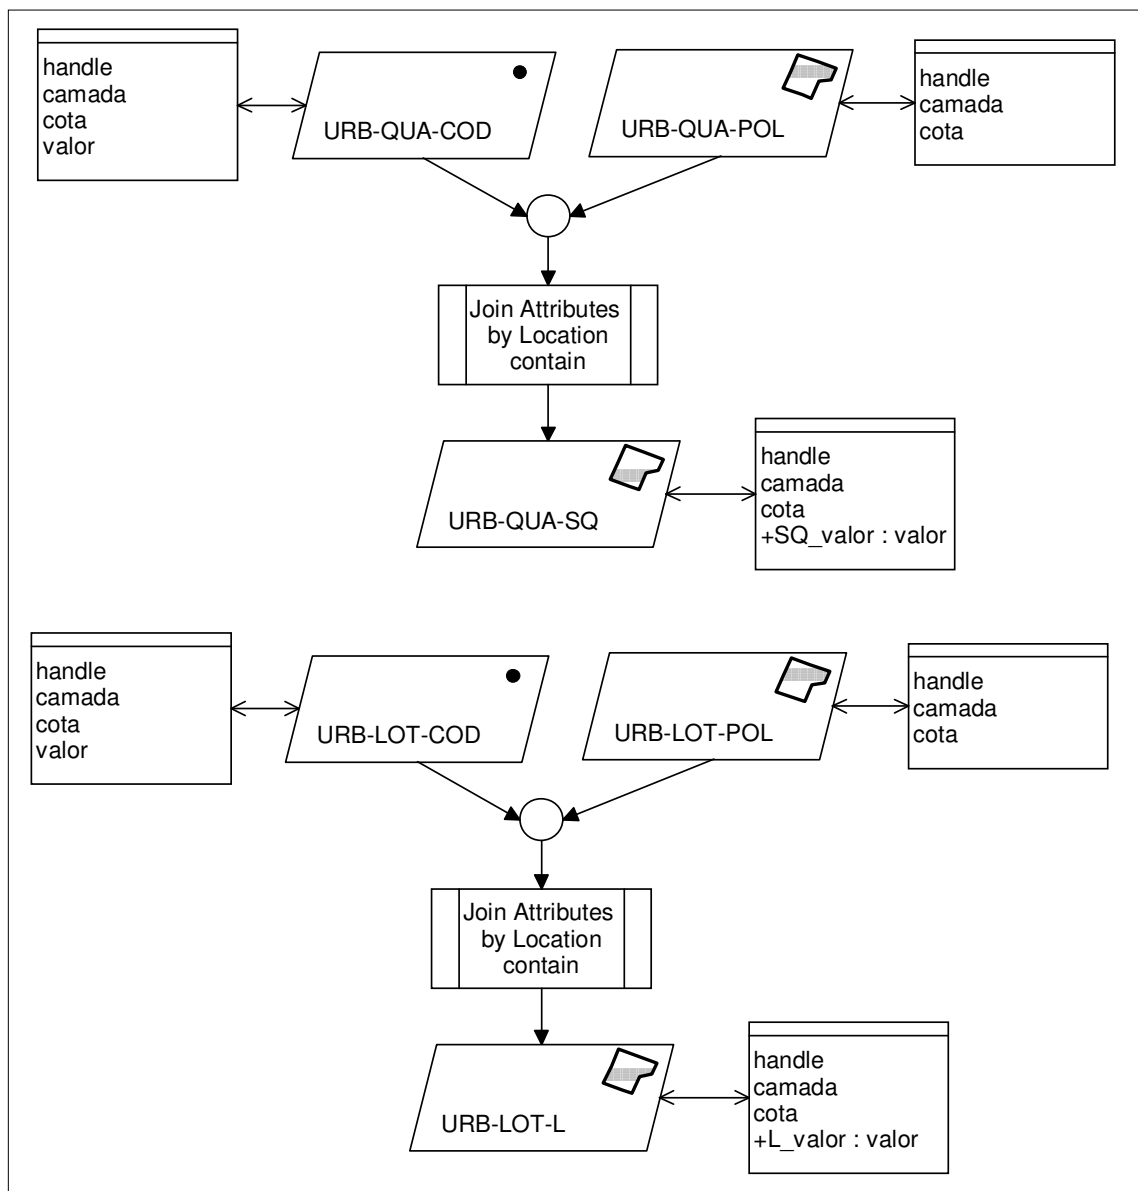 handle
camada
cota
valor
URB-QUA-COD
URB-QUA-POL
handle
camada
cota
Join Attributes
by Location
contain
URB-QUA-SQ
handle
camada
cota
+SQ_valor : valor
handle
camada
cota
valor
URB-LOT-COD
URB-LOT-POL
handle
camada
cota
Join Attributes
by Location
contain
URB-LOT-L
handle
camada
cota
+L_valor : valor